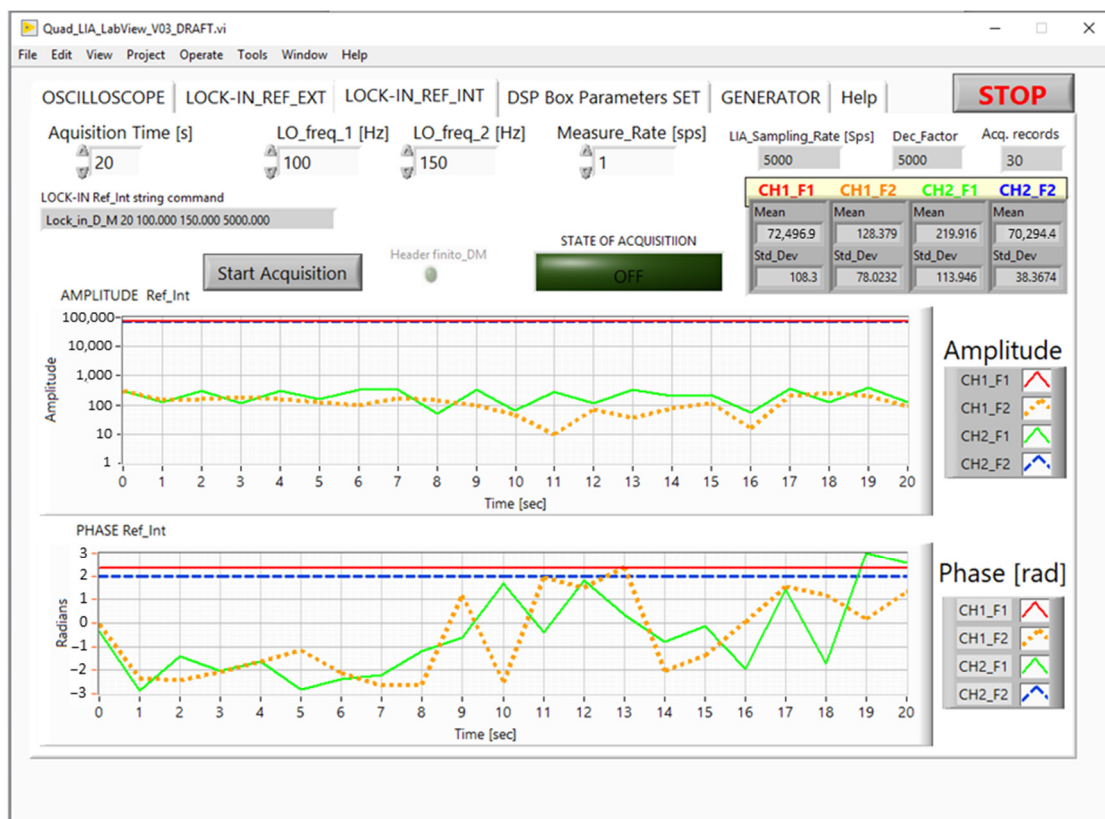 Quad_LIA_LabView_V03_DRAFT.vi
File Edit View Project Operate Tools Window Help
OSCILLOSCOPE LOCK-IN_REF_EXT LOCK-IN_REF_INT DSP Box Parameters SET GENERATOR Help STOP
Aquisition Time [s] LO_freq_1 [Hz] LO_freq_2 [Hz] Measure_Rate [sps] LIA_Sampling_Rate [Sps] Dec_Factor Acq. records
20 100 150 1 5000 5000 30
LOCK-IN Ref_Int string command
Lock_in_D_M 20 100.000 150.000 5000.000
CH1_F1 CH1_F2 CH2_F1 CH2_F2
Mean Mean Mean Mean
72,496.9 128.379 219.916 70,294.4
Std_Dev Std_Dev Std_Dev Std_Dev
108.3 78.0232 113.946 38.3674
Start Acquisition
Header finito_DM
STATE OF ACQUISITIION
OFF
AMPLITUDE Ref_Int
Amplitude
100,000
10,000
1,000
100
10
1
0 1 2 3 4 5 6 7 8 9 10 11 12 13 14 15 16 17 18 19 20
Time [sec]
Amplitude
CH1_F1
CH1_F2
CH2_F1
CH2_F2
PHASE Ref_Int
Radians
3
2
1
0
−1
−2
−3
0 1 2 3 4 5 6 7 8 9 10 11 12 13 14 15 16 17 18 19 20
Time [sec]
Phase [rad]
CH1_F1
CH1_F2
CH2_F1
CH2_F2